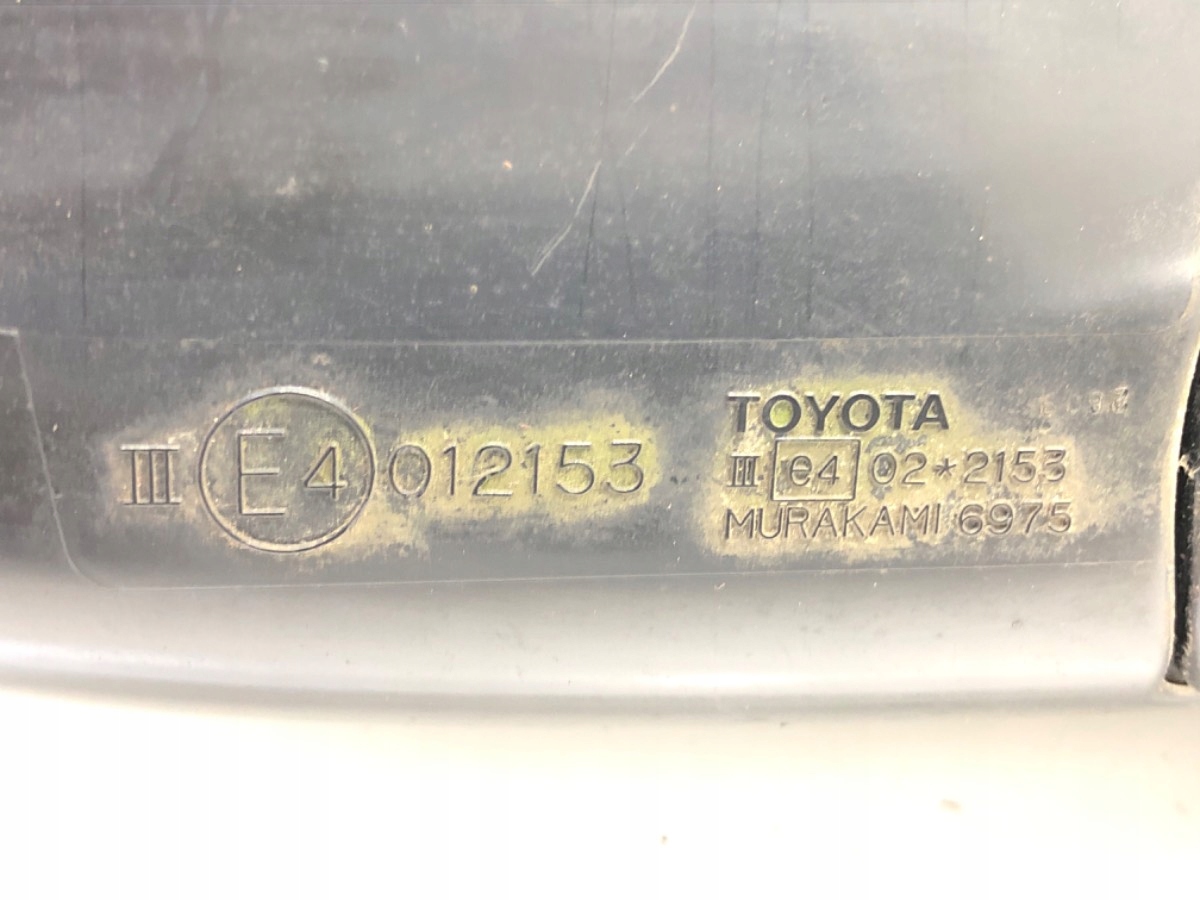 III E4 012153
TOYOTA
III e4 02*2153
MURAKAMI 6975